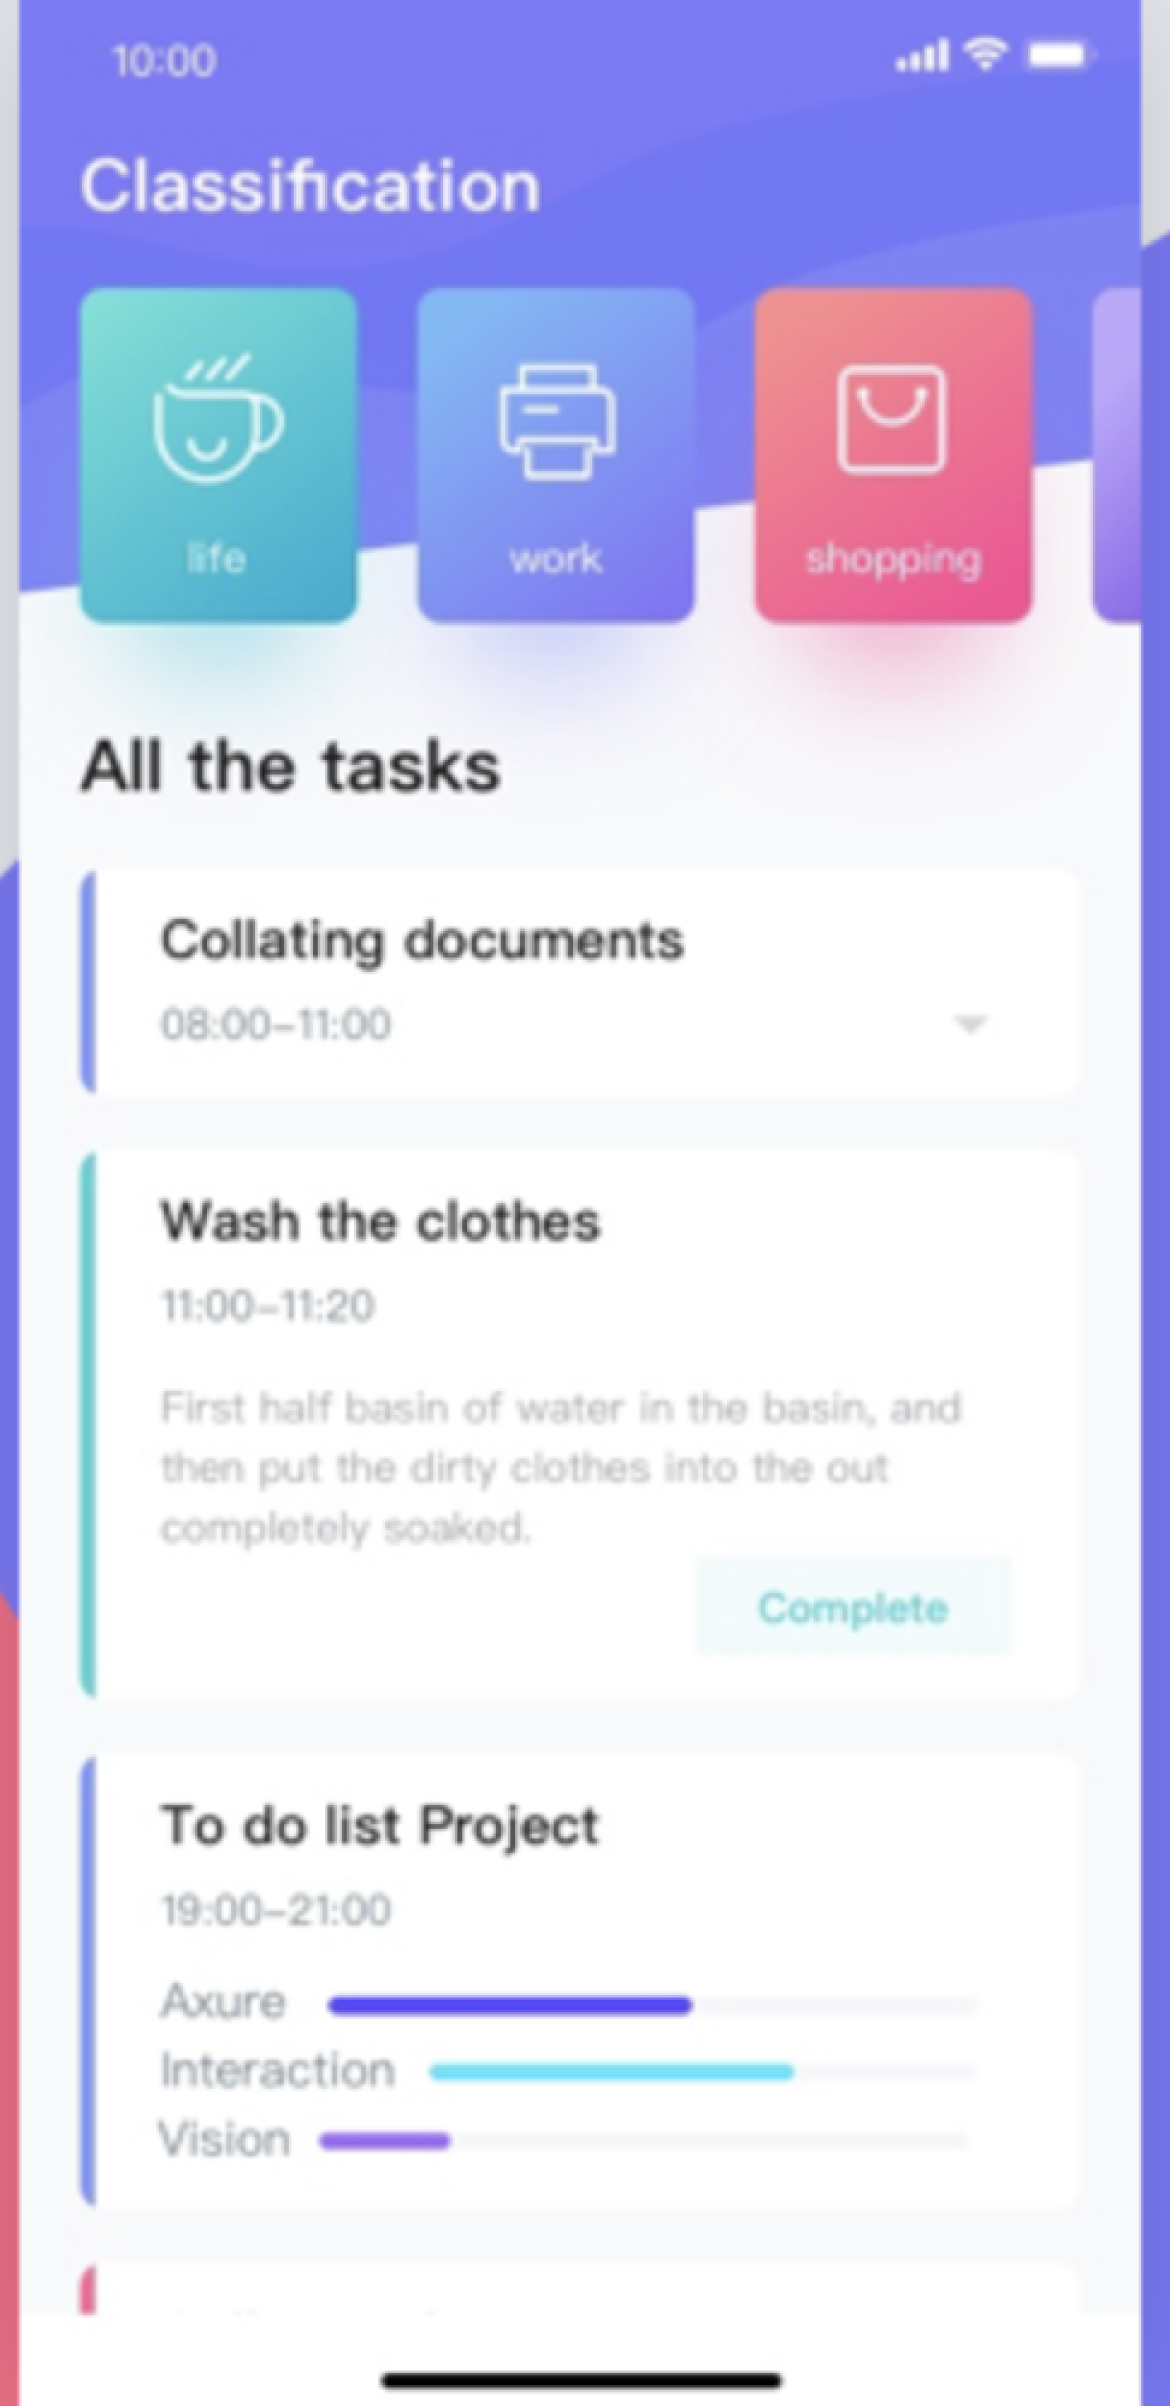 10:00
Classification
life
work
shopping
All the tasks
Collating documents
08:00–11:00
Wash the clothes
11:00–11:20
First half basin of water in the basin, and
then put the dirty clothes into the out
completely soaked.
Complete
To do list Project
19:00–21:00
Axure
Interaction
Vision